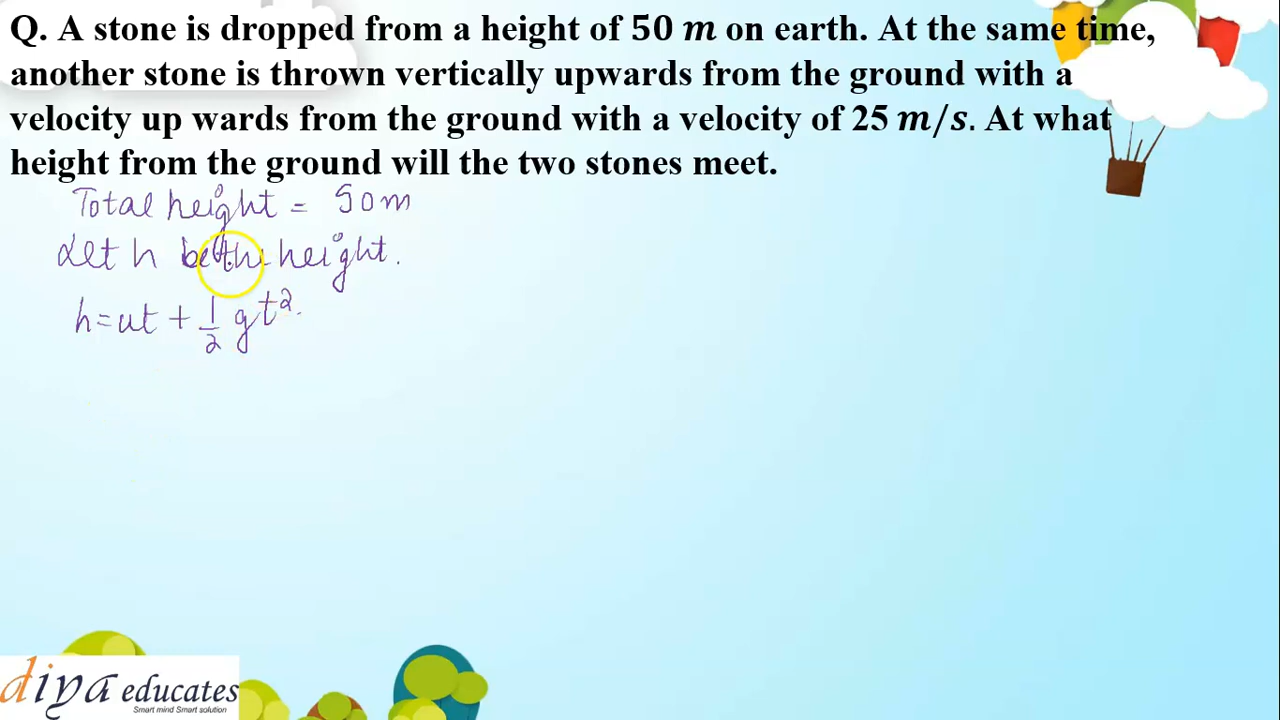 Q. A stone is dropped from a height of 50 m on earth. At the same time,
another stone is thrown vertically upwards from the ground with a
velocity up wards from the ground with a velocity of 25 m/s. At what
height from the ground will the two stones meet.
Total height = 50m
Let h be the height.
h=ut + 1/2 gt².
diya educates
Smart mind Smart solution